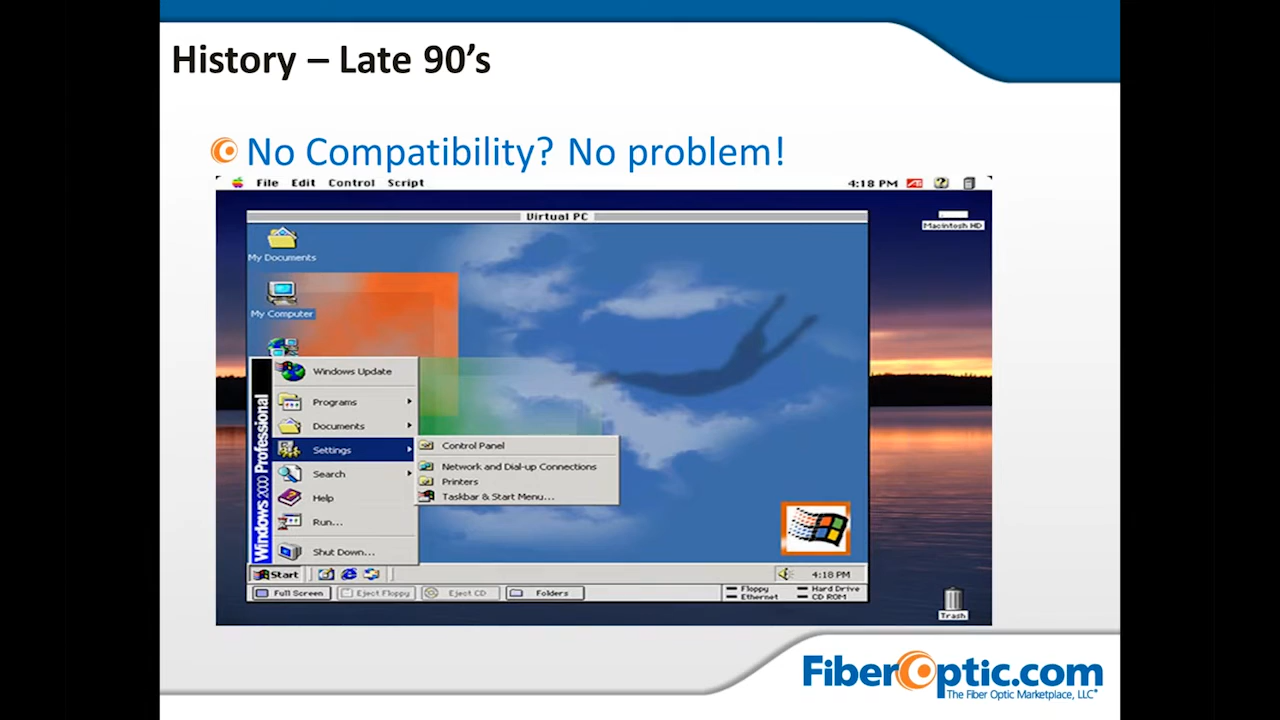 History – Late 90’s
No Compatibility? No problem!
File Edit Control Script
4:18 PM
Virtual PC
Macintosh HD
My Documents
My Computer
Windows Update
Programs
Documents
Settings
Search
Help
Run...
Shut Down...
Windows 2000 Professional
Control Panel
Network and Dial-up Connections
Printers
Taskbar & Start Menu...
Start
4:18 PM
Full Screen Eject Floppy Eject CD Folders
Floppy Hard Drive
Ethernet CD ROM
Trash
FiberOptic.com
The Fiber Optic Marketplace, LLC